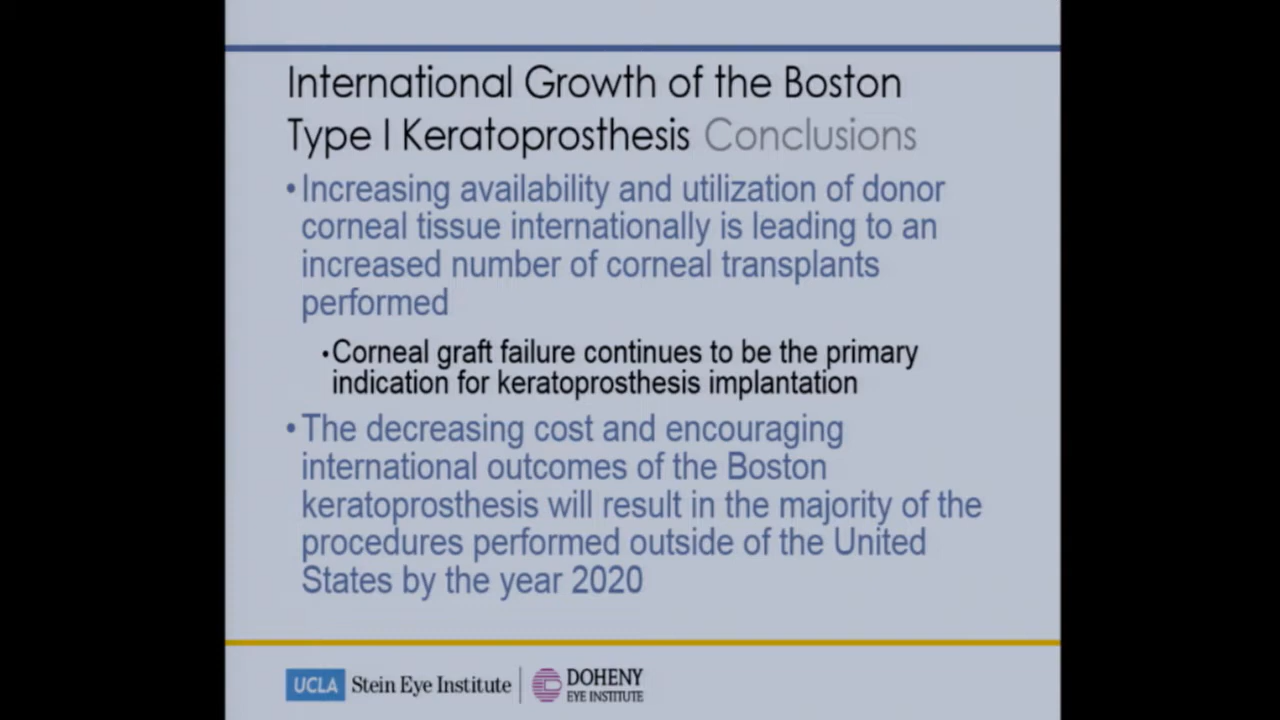 International Growth of the Boston
Type I Keratoprosthesis Conclusions
• Increasing availability and utilization of donor
corneal tissue internationally is leading to an
increased number of corneal transplants
performed
• Corneal graft failure continues to be the primary
indication for keratoprosthesis implantation
• The decreasing cost and encouraging
international outcomes of the Boston
keratoprosthesis will result in the majority of the
procedures performed outside of the United
States by the year 2020
UCLA Stein Eye Institute | DOHENY
EYE INSTITUTE